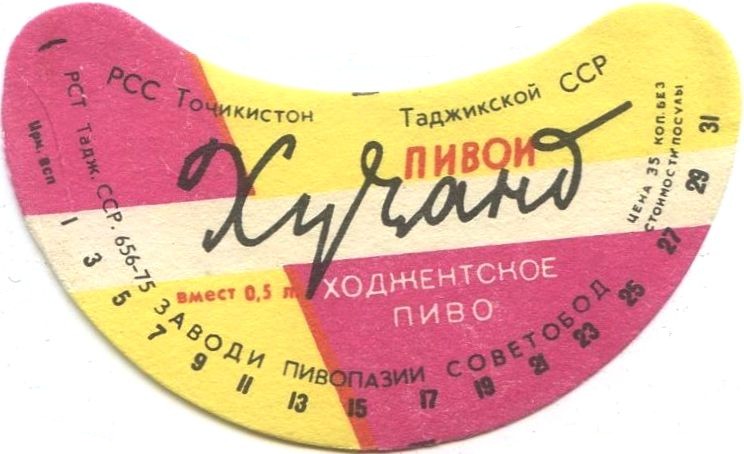 РСС Тоҷикистон
Таджикской ССР
ПИВОИ
Хуҷанд
ХОДЖЕНТСКОЕ
ПИВО
вмест 0,5 л.
РСТ Тадж. ССР. 656-75
ЗАВОДИ ПИВОПАЗИИ СОВЕТОБОД
ЦЕНА 35 КОП. БЕЗ
СТОИМОСТИ ПОСУДЫ
1 3 5 7 9 11 13 15 17 19 21 23 25 27 29 31